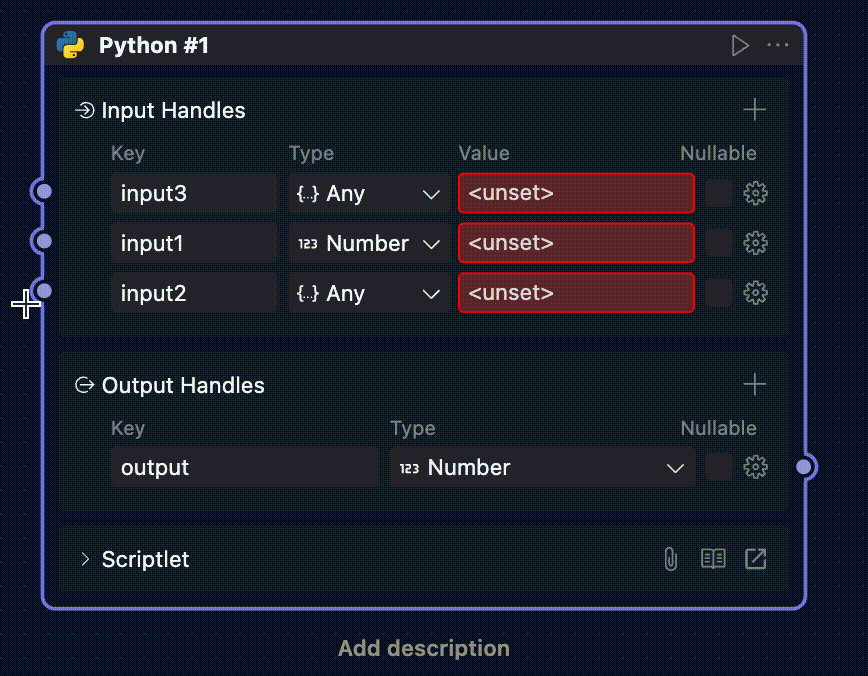 Python #1
Input Handles
Key Type Value Nullable
input3 {..} Any <unset>
input1 123 Number <unset>
input2 {..} Any <unset>
Output Handles
Key Type Nullable
output 123 Number
Scriptlet
Add description